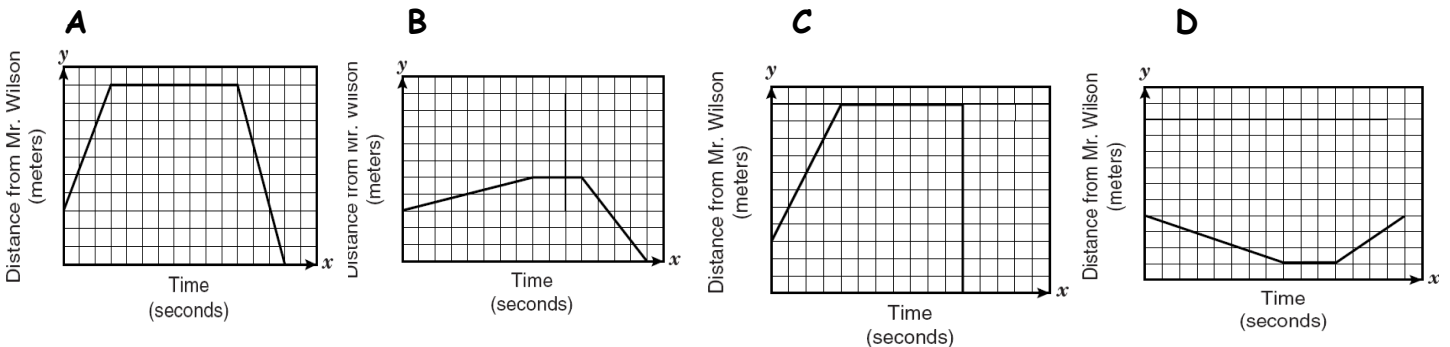 A
y
Distance from Mr. Wilson
(meters)
x
Time
(seconds)
B
y
Distance from Mr. Wilson
(meters)
x
Time
(seconds)
C
y
Distance from Mr. Wilson
(meters)
x
Time
(seconds)
D
y
Distance from Mr. Wilson
(meters)
x
Time
(seconds)